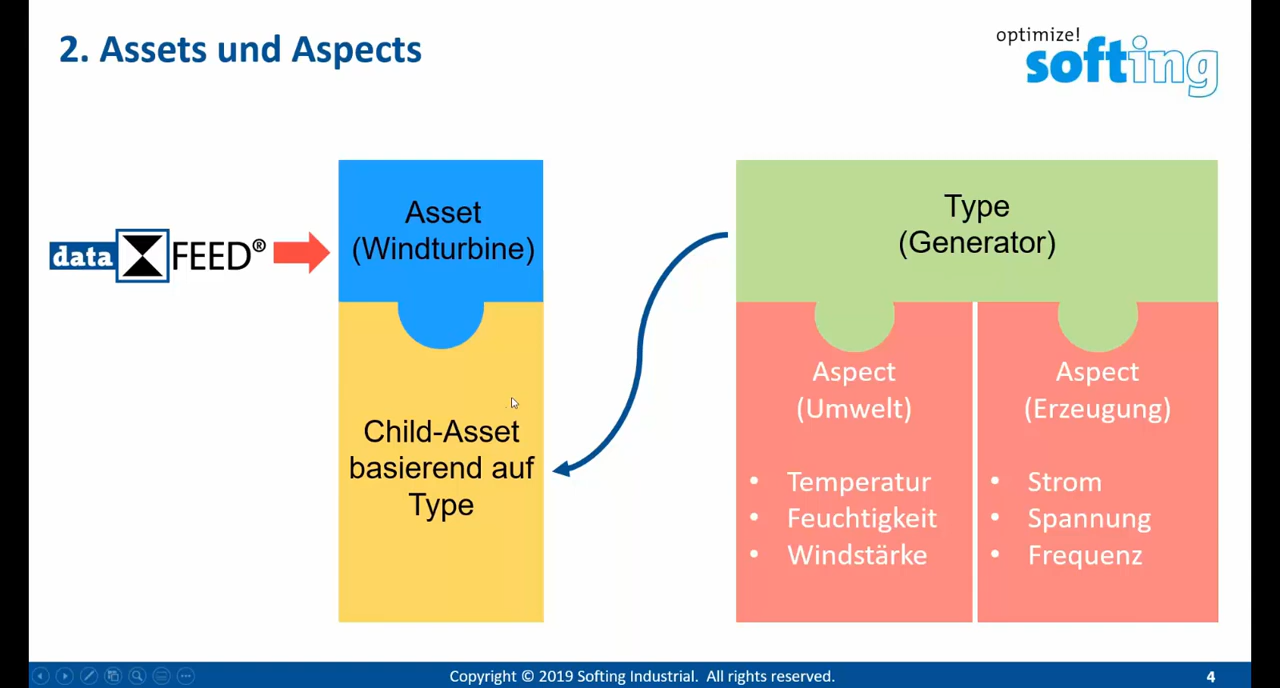 2. Assets und Aspects
optimize!
softing
data FEED®
Asset
(Windturbine)
Child-Asset
basierend auf
Type
Type
(Generator)
Aspect
(Umwelt)
• Temperatur
• Feuchtigkeit
• Windstärke
Aspect
(Erzeugung)
• Strom
• Spannung
• Frequenz
Copyright © 2019 Softing Industrial. All rights reserved.
4